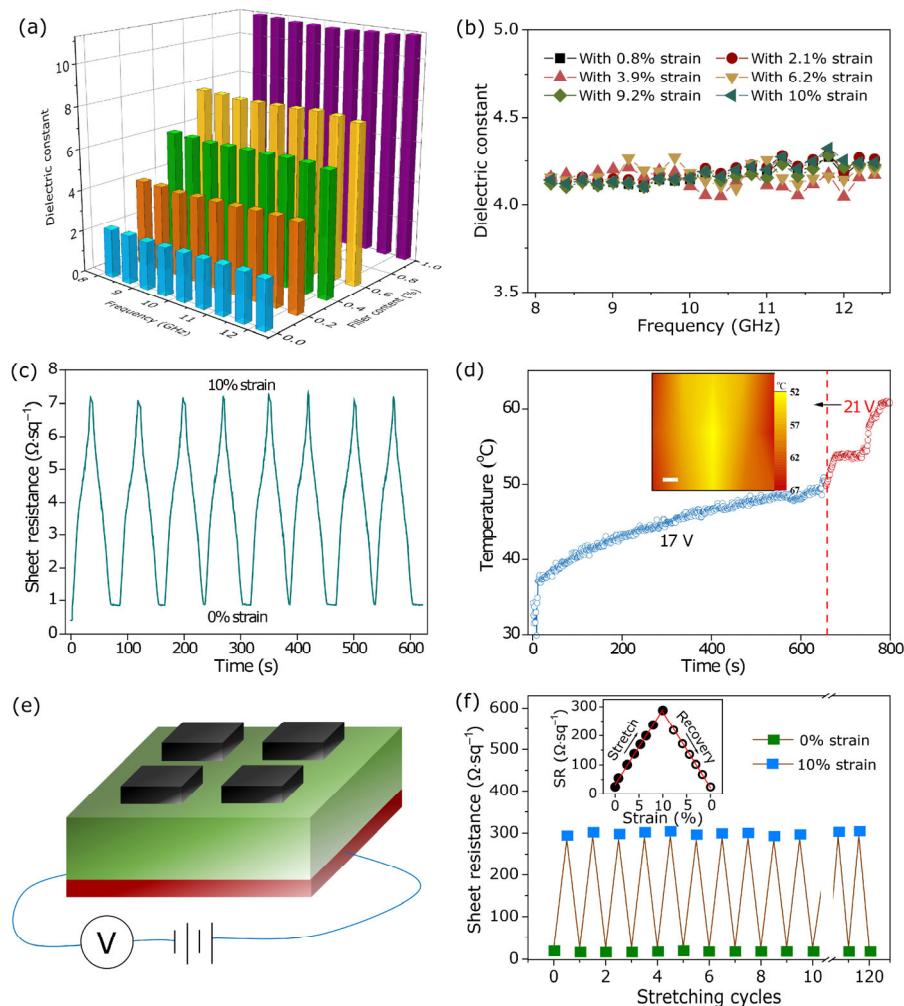 (a)
Dielectric constant
10
8
6
4
2
0
8
9
10
11
12
Frequency (GHz)
0.0
0.2
0.4
0.6
0.8
1.0
(b)
5.0
4.5
4.0
3.5
Dielectric constant
With 0.8% strain
With 2.1% strain
With 3.9% strain
With 6.2% strain
With 9.2% strain
With 10% strain
8 9 10 11 12
Frequency (GHz)
(c)
8
7
6
5
4
3
2
1
0
Sheet resistance (Ω·sq⁻¹)
10% strain
0% strain
0 100 200 300 400 500 600
Time (s)
(d)
60
50
40
30
Temperature (°C)
°C
52
57
62
67
21 V
17 V
0 200 400 600 800
Time (s)
(e)
V
(f)
600
500
400
300
200
100
0
Sheet resistance (Ω·sq⁻¹)
300
200
100
0
SR (Ω·sq⁻¹)
Stretch
Recovery
0 5 10 5 0
Strain (%)
0% strain
10% strain
0 2 4 6 8 10 120
Stretching cycles